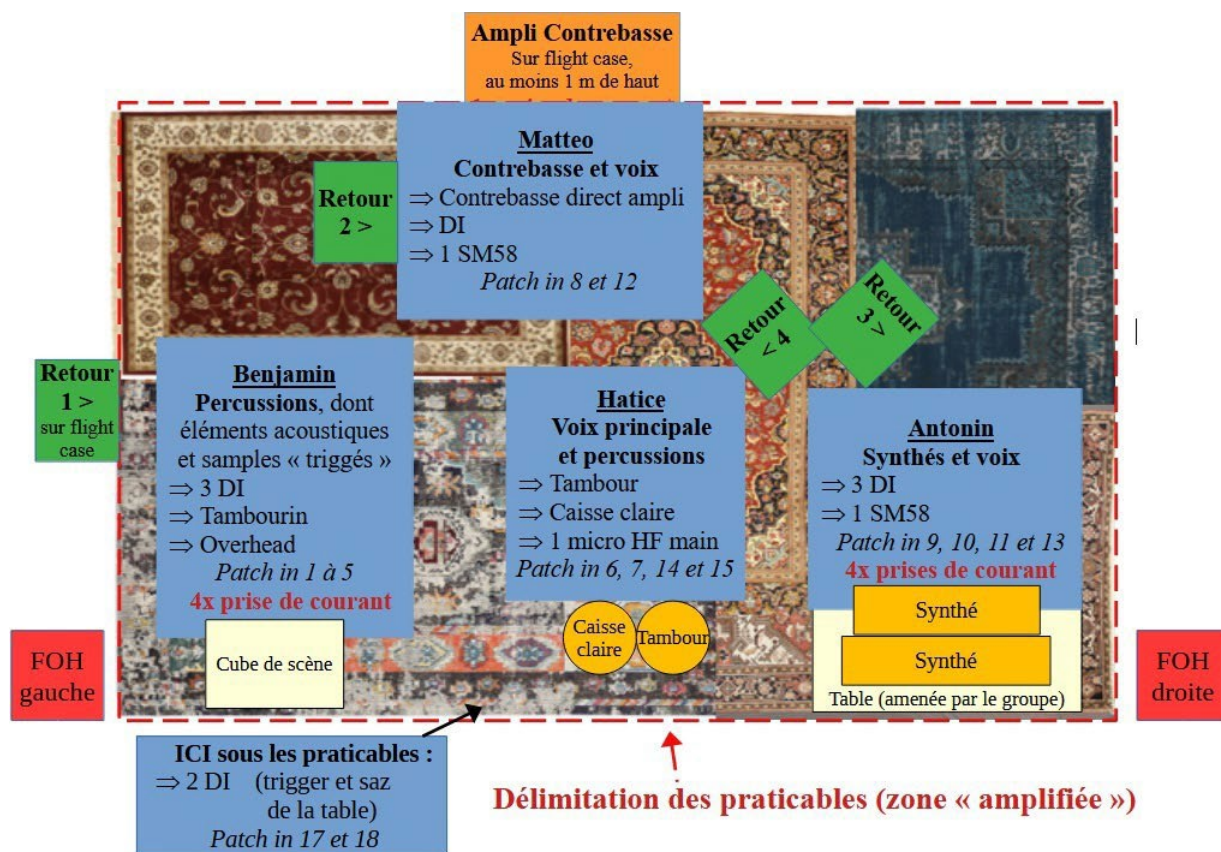 Ampli Contrebasse
Sur flight case,
au moins 1 m de haut
Matteo
Contrebasse et voix
⇒ Contrebasse direct ampli
⇒ DI
⇒ 1 SM58
Patch in 8 et 12
Retour
2 >
Retour
< 4
Retour
3 >
Retour
1 >
sur flight
case
Benjamin
Percussions, dont
éléments acoustiques
et samples « triggés »
⇒ 3 DI
⇒ Tambourin
⇒ Overhead
Patch in 1 à 5
4x prise de courant
Hatice
Voix principale
et percussions
⇒ Tambour
⇒ Caisse claire
⇒ 1 micro HF main
Patch in 6, 7, 14 et 15
Antonin
Synthés et voix
⇒ 3 DI
⇒ 1 SM58
Patch in 9, 10, 11 et 13
4x prises de courant
FOH
gauche
Cube de scène
Caisse
claire
Tambour
Synthé
Synthé
Table (amenée par le groupe)
FOH
droite
ICI sous les praticables :
⇒ 2 DI (trigger et saz
de la table)
Patch in 17 et 18
Délimitation des praticables (zone « amplifiée »)